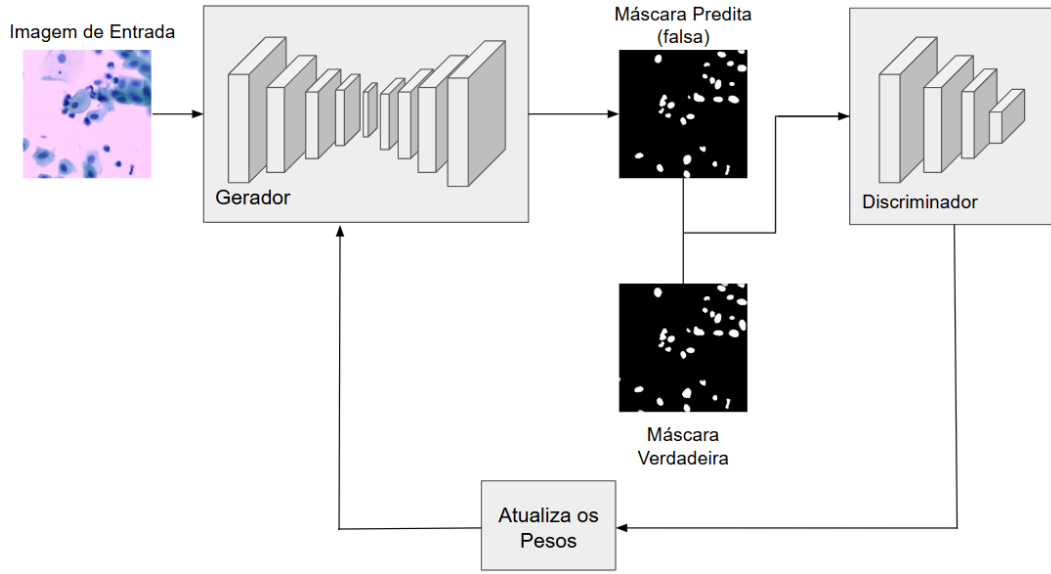 Imagem de Entrada
Máscara Predita
(falsa)
Gerador
Discriminador
Máscara
Verdadeira
Atualiza os
Pesos